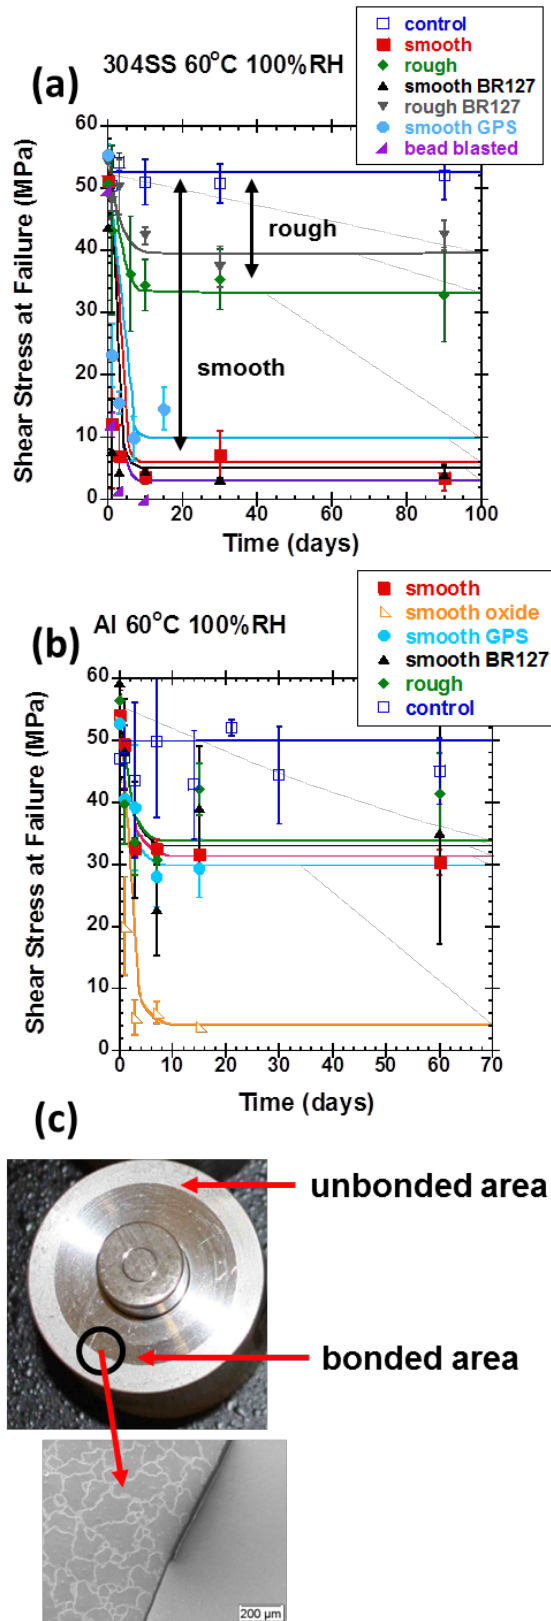 control
smooth
rough
smooth BR127
rough BR127
smooth GPS
bead blasted
(a)
304SS 60°C 100%RH
Shear Stress at Failure (MPa)
60
50
40
30
20
10
0
rough
smooth
0 20 40 60 80 100
Time (days)
smooth
smooth oxide
smooth GPS
smooth BR127
rough
control
(b)
Al 60°C 100%RH
Shear Stress at Failure (MPa)
60
50
40
30
20
10
0
0 10 20 30 40 50 60 70
Time (days)
(c)
unbonded area
bonded area
200 µm